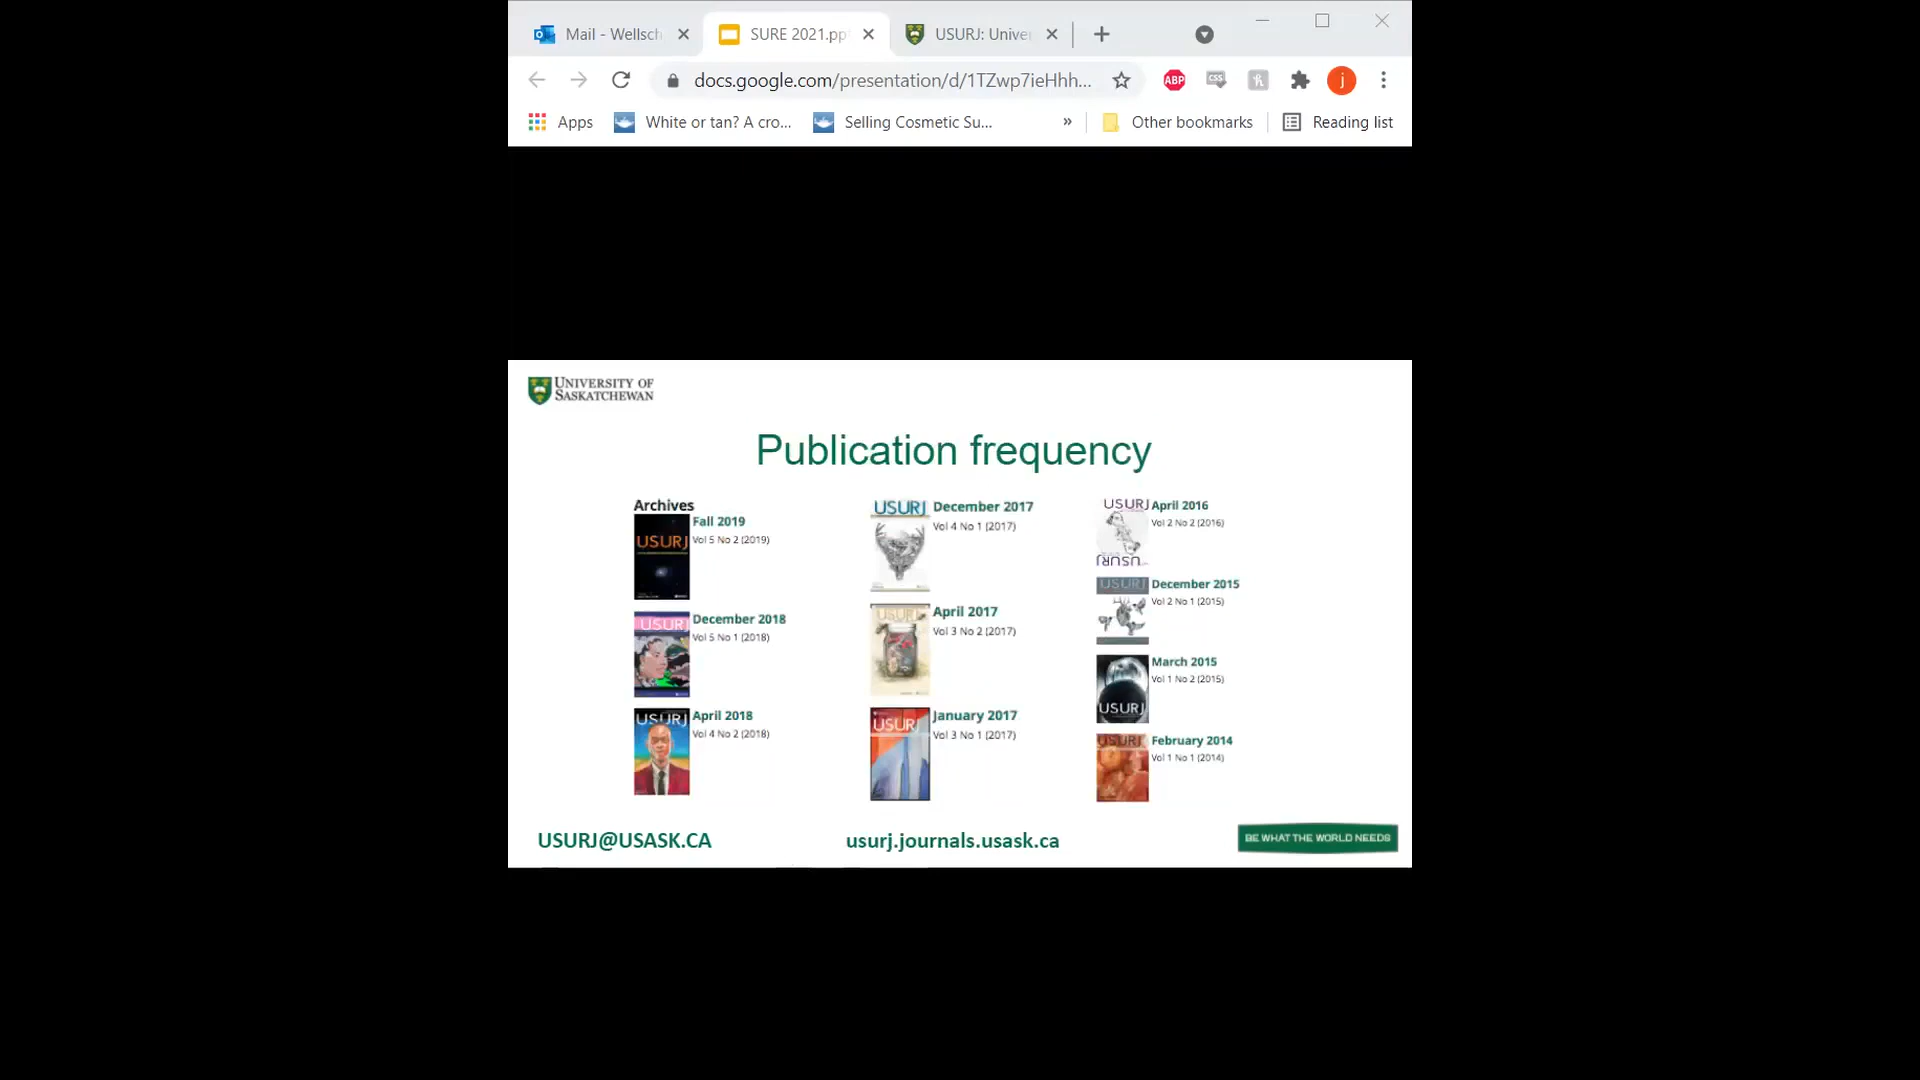 Mail - Wellsch
SURE 2021.pp
USURJ: Unive
docs.google.com/presentation/d/1TZwp7ieHhh...
ABP
CSS
j
Apps
White or tan? A cro...
Selling Cosmetic Su...
»
Other bookmarks
Reading list
UNIVERSITY OF
SASKATCHEWAN
Publication frequency
Archives
USURJ
Fall 2019
Vol 5 No 2 (2019)
USURJ
December 2018
Vol 5 No 1 (2018)
USURJ
April 2018
Vol 4 No 2 (2018)
USURJ
December 2017
Vol 4 No 1 (2017)
USURJ
April 2017
Vol 3 No 2 (2017)
USURJ
January 2017
Vol 3 No 1 (2017)
USURJ
April 2016
Vol 2 No 2 (2016)
USURJ
USURJ
December 2015
Vol 2 No 1 (2015)
March 2015
Vol 1 No 2 (2015)
USURJ
USURJ
February 2014
Vol 1 No 1 (2014)
USURJ@USASK.CA
usurj.journals.usask.ca
BE WHAT THE WORLD NEEDS